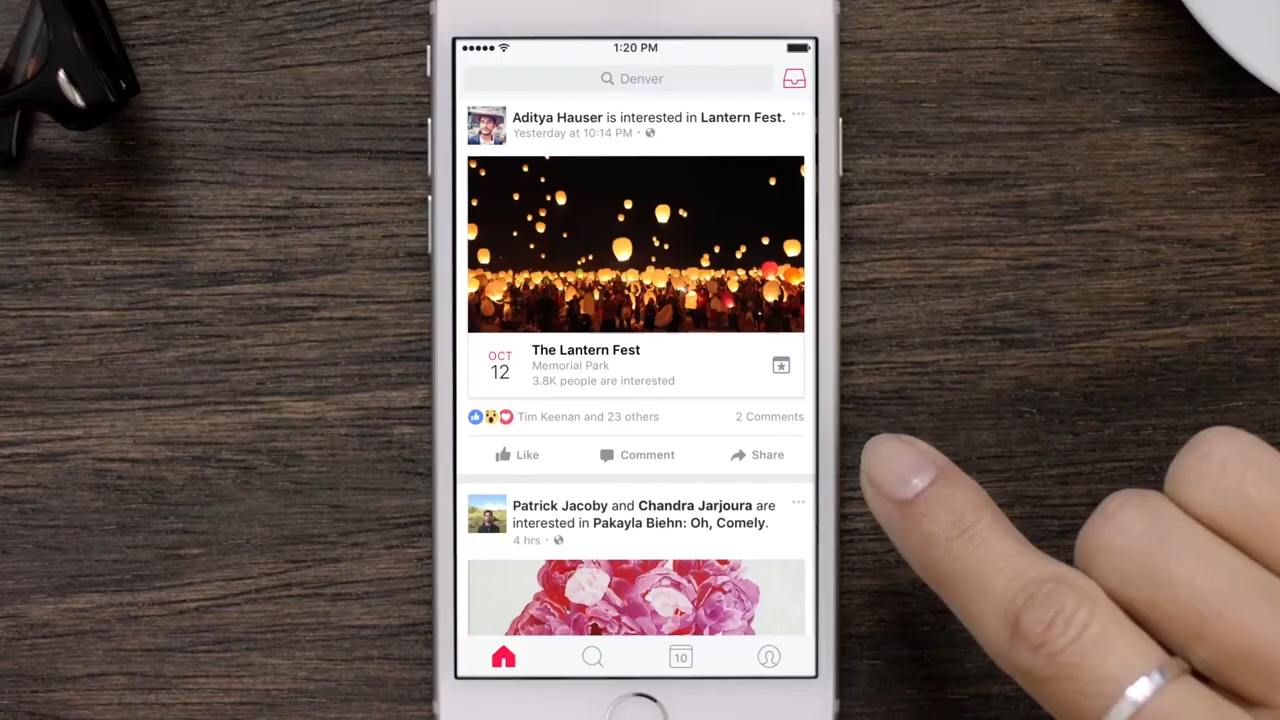 1:20 PM
Denver
Aditya Hauser is interested in Lantern Fest.
Yesterday at 10:14 PM ·
OCT
12
The Lantern Fest
Memorial Park
3.8K people are interested
Tim Keenan and 23 others
2 Comments
Like
Comment
Share
Patrick Jacoby and Chandra Jarjoura are
interested in Pakayla Biehn: Oh, Comely.
4 hrs ·
10